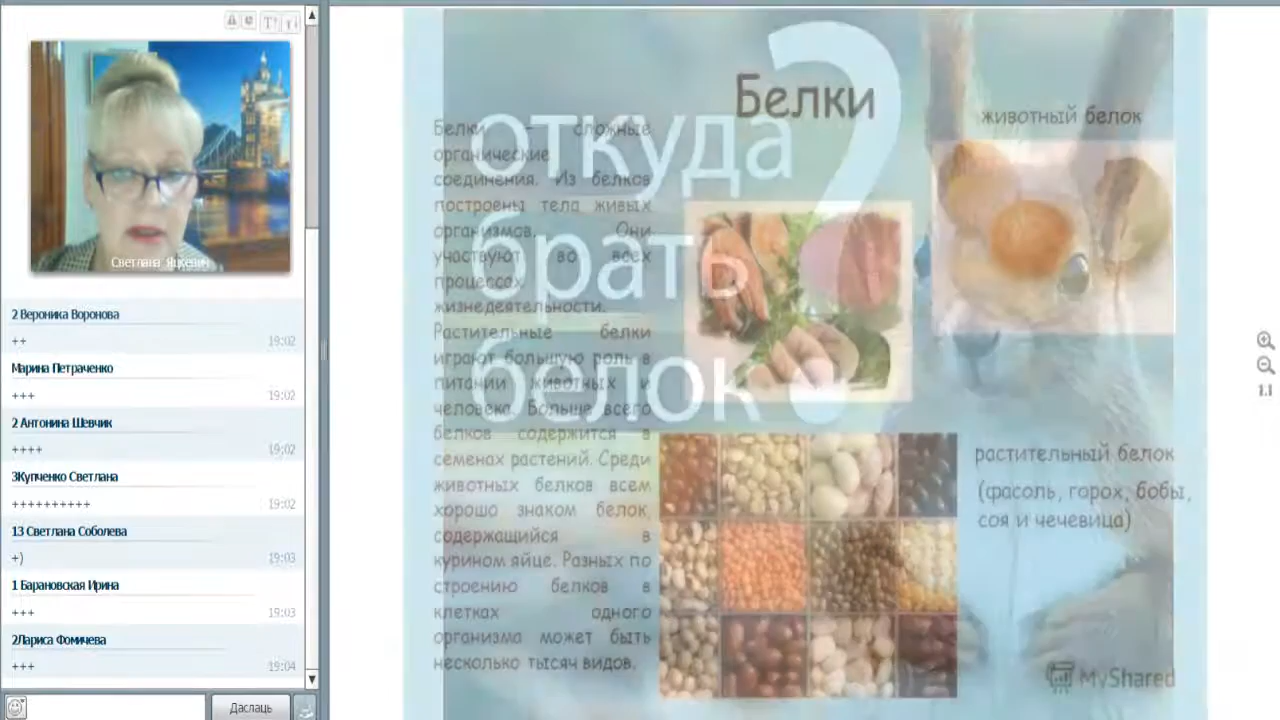 Светлана Яцкевич
2 Вероника Воронова
++ 19:02
Марина Петраченко
+++ 19:02
2 Антонина Шевчик
++++ 19:02
3Купченко Светлана
++++++++++ 19:02
13 Светлана Соболева
+) 19:03
1 Барановская Ирина
+++ 19:03
2Лариса Фомичева
+++ 19:04
Даслаць
откуда
брать
белок?
Белки
Белки - сложные
органические
соединения. Из белков
построены тела живых
организмов. Они
участвуют во всех
процессах
жизнедеятельности.
Растительные белки
играют большую роль в
питании животных и
человека. Больше всего
белков содержится в
семенах растений. Среди
животных белков всем
хорошо знаком белок,
содержащийся в
курином яйце. Разных по
строению белков в
клетках одного
организма может быть
несколько тысяч видов.
животный белок
растительный белок
(фасоль, горох, бобы,
соя и чечевица)
MyShared
1:1